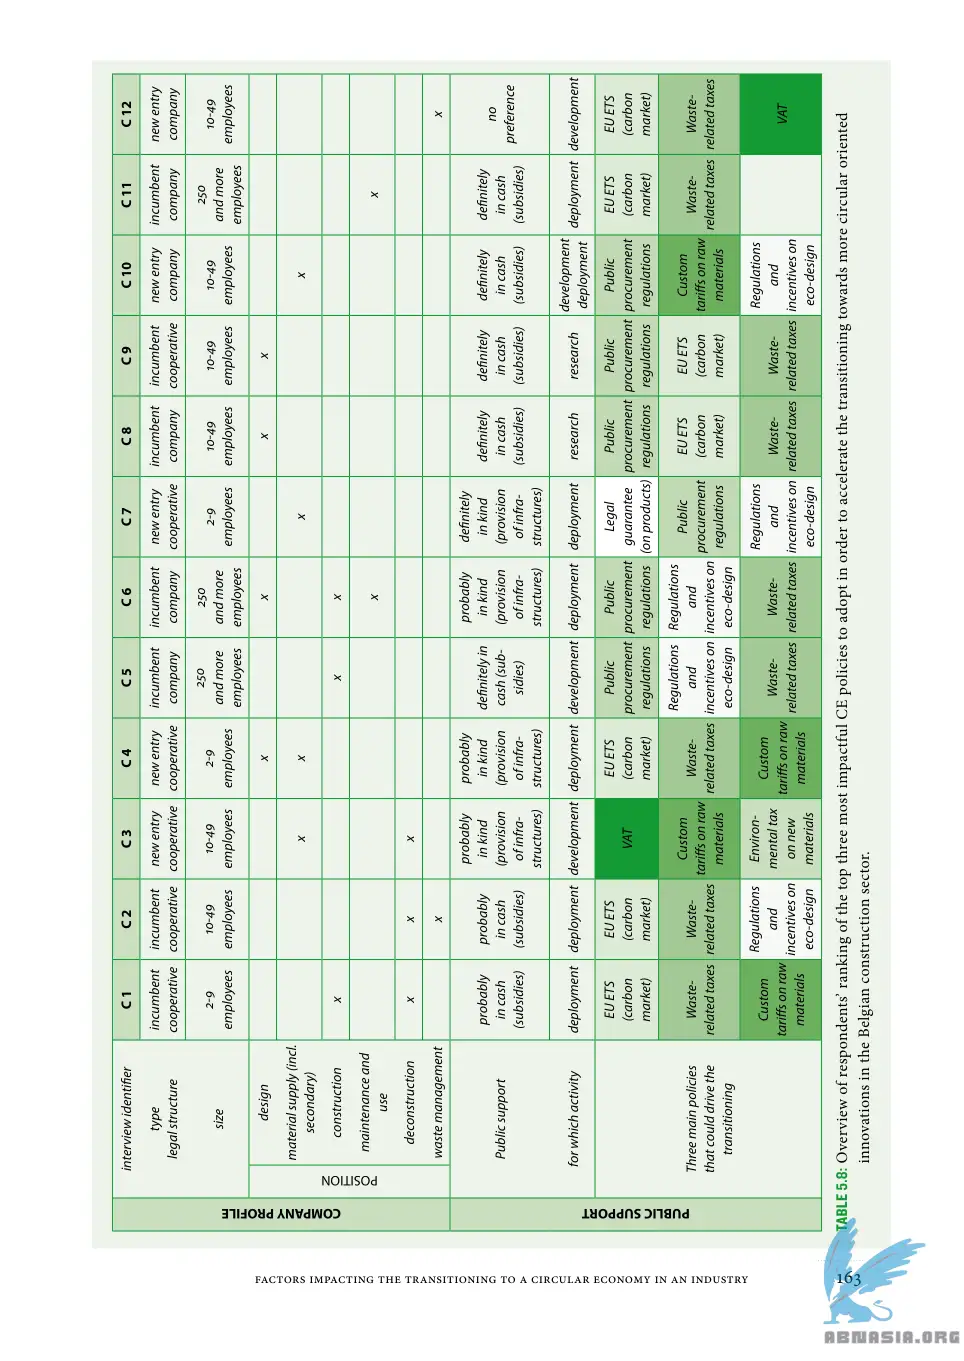 interview identifier C 1 C 2 C 3 C 4 C 5 C 6 C 7 C 8 C 9 C 10 C 11 C 12
COMPANY PROFILE
type
legal structure
incumbent
cooperative
incumbent
cooperative
new entry
cooperative
new entry
cooperative
incumbent
company
incumbent
company
new entry
cooperative
incumbent
company
incumbent
cooperative
new entry
company
incumbent
company
new entry
company
size
2-9
employees
10-49
employees
10-49
employees
2-9
employees
250
and more
employees
250
and more
employees
2-9
employees
10-49
employees
10-49
employees
10-49
employees
250
and more
employees
10-49
employees
POSITION
design x x x x
material supply (incl.
secondary)
x x x x
construction x x x
maintenance and
use
x x
deconstruction x x x
waste management x x
PUBLIC SUPPORT
Public support
probably
in cash
(subsidies)
probably
in cash
(subsidies)
probably
in kind
(provision
of infra-
structures)
probably
in kind
(provision
of infra-
structures)
definitely in
cash (sub-
sidies)
probably
in kind
(provision
of infra-
structures)
definitely
in kind
(provision
of infra-
structures)
definitely
in cash
(subsidies)
definitely
in cash
(subsidies)
definitely
in cash
(subsidies)
definitely
in cash
(subsidies)
no
preference
for which activity
deployment
deployment
development
deployment
development
deployment
deployment
research
research
development
deployment
deployment
development
Three main policies
that could drive the
transitioning
EU ETS
(carbon
market)
EU ETS
(carbon
market)
VAT
EU ETS
(carbon
market)
Public
procurement
regulations
Public
procurement
regulations
Legal
guarantee
(on products)
Public
procurement
regulations
Public
procurement
regulations
Public
procurement
regulations
EU ETS
(carbon
market)
EU ETS
(carbon
market)
Waste-
related taxes
Waste-
related taxes
Custom
tariffs on raw
materials
Waste-
related taxes
Regulations
and
incentives on
eco-design
Regulations
and
incentives on
eco-design
Public
procurement
regulations
EU ETS
(carbon
market)
EU ETS
(carbon
market)
Custom
tariffs on raw
materials
Waste-
related taxes
Waste-
related taxes
Custom
tariffs on raw
materials
Regulations
and
incentives on
eco-design
Environ-
mental tax
on new
materials
Custom
tariffs on raw
materials
Waste-
related taxes
Waste-
related taxes
Regulations
and
incentives on
eco-design
Waste-
related taxes
Waste-
related taxes
Regulations
and
incentives on
eco-design
VAT
TABLE 5.8: Overview of respondents' ranking of the top three most impactful CE policies to adopt in order to accelerate the transitioning towards more circular oriented
innovations in the Belgian construction sector.
FACTORS IMPACTING THE TRANSITIONING TO A CIRCULAR ECONOMY IN AN INDUSTRY 163
ABNASIA.ORG